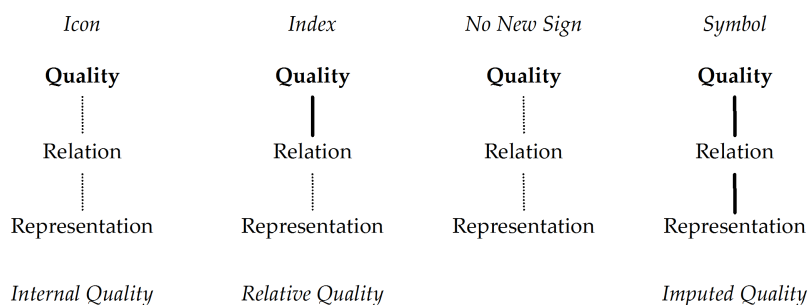 Icon Index No New Sign Symbol
Quality Quality Quality Quality
Relation Relation Relation Relation
Representation Representation Representation Representation
Internal Quality Relative Quality Imputed Quality